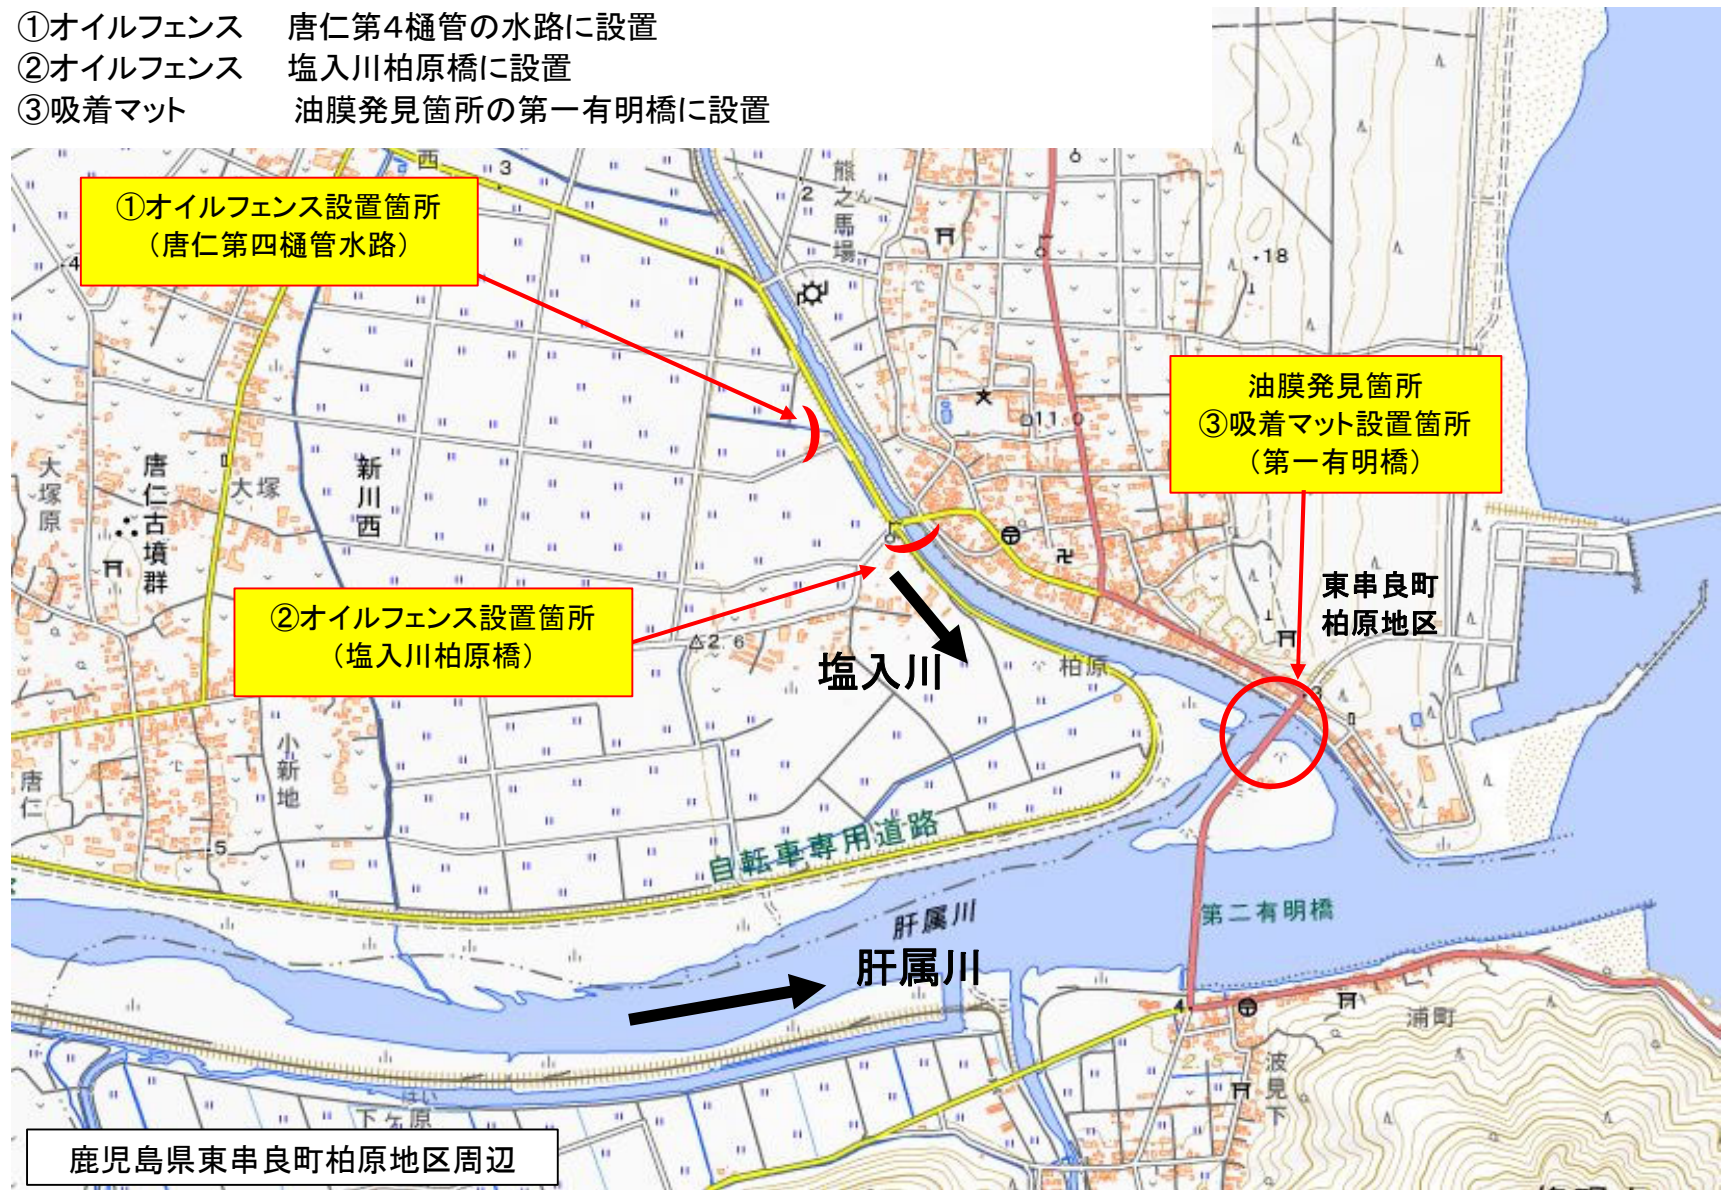 ①オイルフェンス　唐仁第4樋管の水路に設置
②オイルフェンス　塩入川柏原橋に設置
③吸着マット　油膜発見箇所の第一有明橋に設置
①オイルフェンス設置箇所
（唐仁第四樋管水路）
油膜発見箇所
③吸着マット設置箇所
（第一有明橋）
②オイルフェンス設置箇所
（塩入川柏原橋）
東串良町
柏原地区
塩入川
肝属川
肝属川
自転車専用道路
第二有明橋
熊之馬場
西
3
2
4
18
11.0
大塚原
唐仁古墳群
大塚
新川西
2.6
柏原
3
小新地
唐仁
5
浦町
波見下
4
2.
下ケ原
はい
鹿児島県東串良町柏原地区周辺